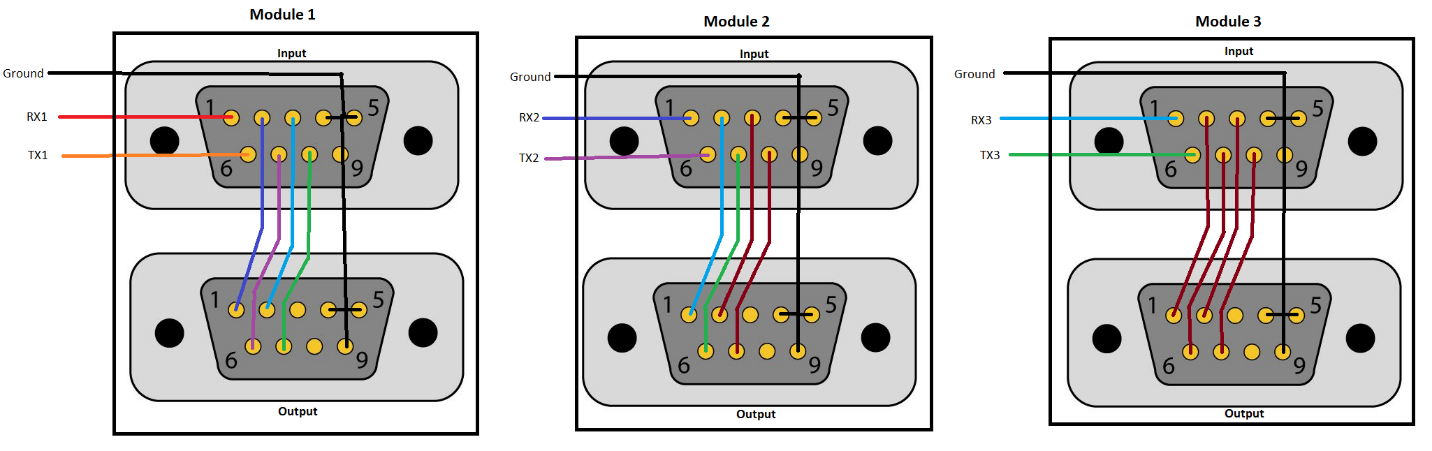 Module 1
Input
Ground
1
5
RX1
TX1
6
9
1
5
6
9
Output
Module 2
Input
Ground
1
5
RX2
TX2
6
9
1
5
6
9
Output
Module 3
Input
Ground
1
5
RX3
TX3
6
9
1
5
6
9
Output